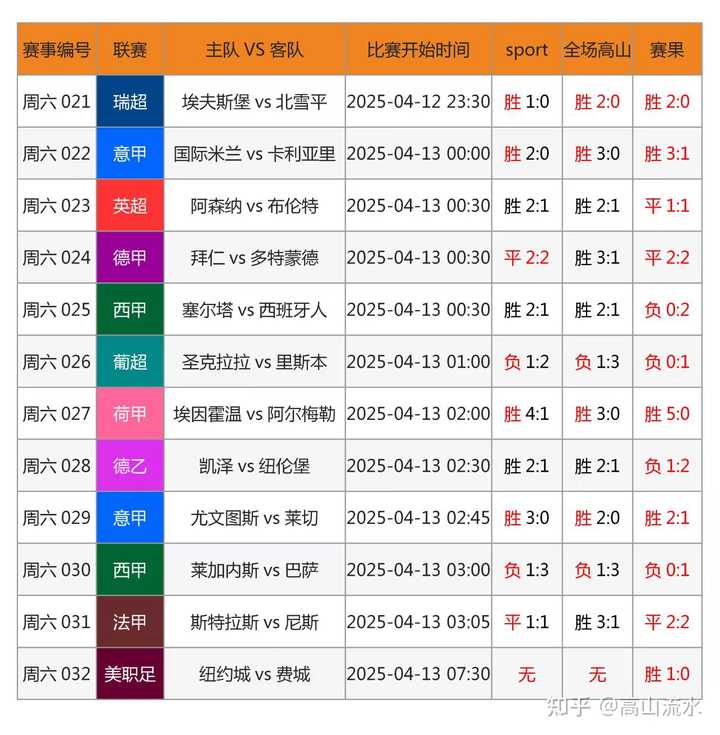 赛事编号 联赛 主队 VS 客队 比赛开始时间 sport 全场高山 赛果
周六 021 瑞超 埃夫斯堡 vs 北雪平 2025-04-12 23:30 胜 1:0 胜 2:0 胜 2:0
周六 022 意甲 国际米兰 vs 卡利亚里 2025-04-13 00:00 胜 2:0 胜 3:0 胜 3:1
周六 023 英超 阿森纳 vs 布伦特 2025-04-13 00:30 胜 2:1 胜 2:1 平 1:1
周六 024 德甲 拜仁 vs 多特蒙德 2025-04-13 00:30 平 2:2 胜 3:1 平 2:2
周六 025 西甲 塞尔塔 vs 西班牙人 2025-04-13 00:30 胜 2:1 胜 2:1 负 0:2
周六 026 葡超 圣克拉拉 vs 里斯本 2025-04-13 01:00 负 1:2 负 1:3 负 0:1
周六 027 荷甲 埃因霍温 vs 阿尔梅勒 2025-04-13 02:00 胜 4:1 胜 3:0 胜 5:0
周六 028 德乙 凯泽 vs 纽伦堡 2025-04-13 02:30 胜 2:1 胜 2:1 负 1:2
周六 029 意甲 尤文图斯 vs 莱切 2025-04-13 02:45 胜 3:0 胜 2:0 胜 2:1
周六 030 西甲 莱加内斯 vs 巴萨 2025-04-13 03:00 负 1:3 负 1:3 负 0:1
周六 031 法甲 斯特拉斯 vs 尼斯 2025-04-13 03:05 平 1:1 胜 3:1 平 2:2
周六 032 美职足 纽约城 vs 费城 2025-04-13 07:30 无 无 胜 1:0
知乎 @高山流水